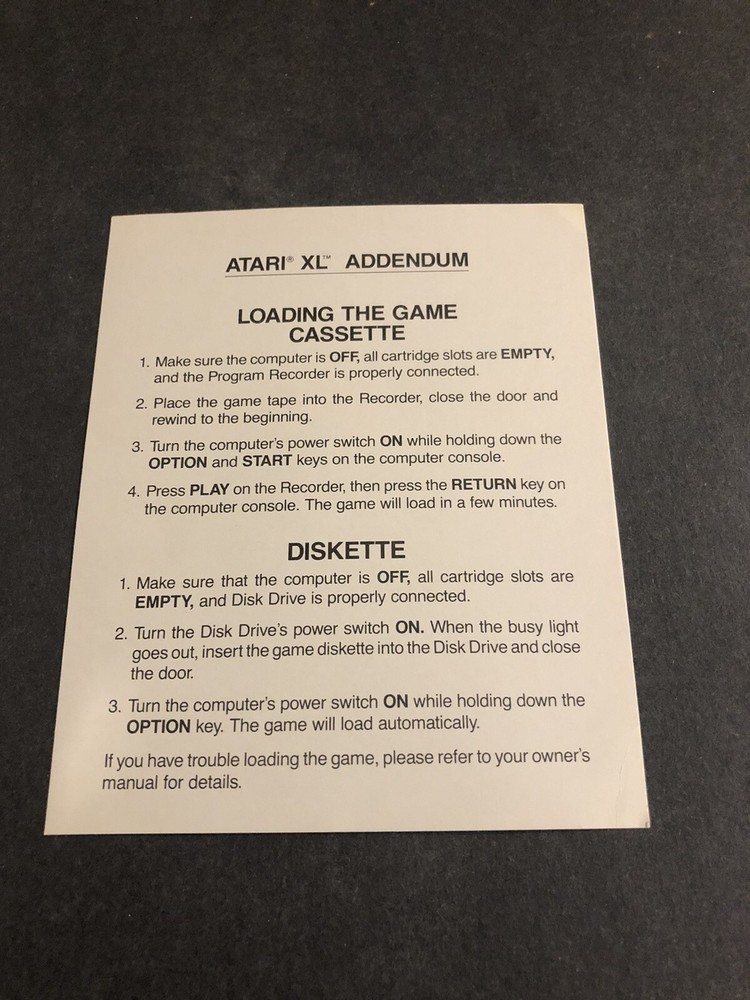 ATARI® XL™ ADDENDUM
LOADING THE GAME
CASSETTE
1. Make sure the computer is OFF, all cartridge slots are EMPTY,
and the Program Recorder is properly connected.
2. Place the game tape into the Recorder, close the door and
rewind to the beginning.
3. Turn the computer's power switch ON while holding down the
OPTION and START keys on the computer console.
4. Press PLAY on the Recorder, then press the RETURN key on
the computer console. The game will load in a few minutes.
DISKETTE
1. Make sure that the computer is OFF, all cartridge slots are
EMPTY, and Disk Drive is properly connected.
2. Turn the Disk Drive's power switch ON. When the busy light
goes out, insert the game diskette into the Disk Drive and close
the door.
3. Turn the computer's power switch ON while holding down the
OPTION key. The game will load automatically.
If you have trouble loading the game, please refer to your owner's
manual for details.